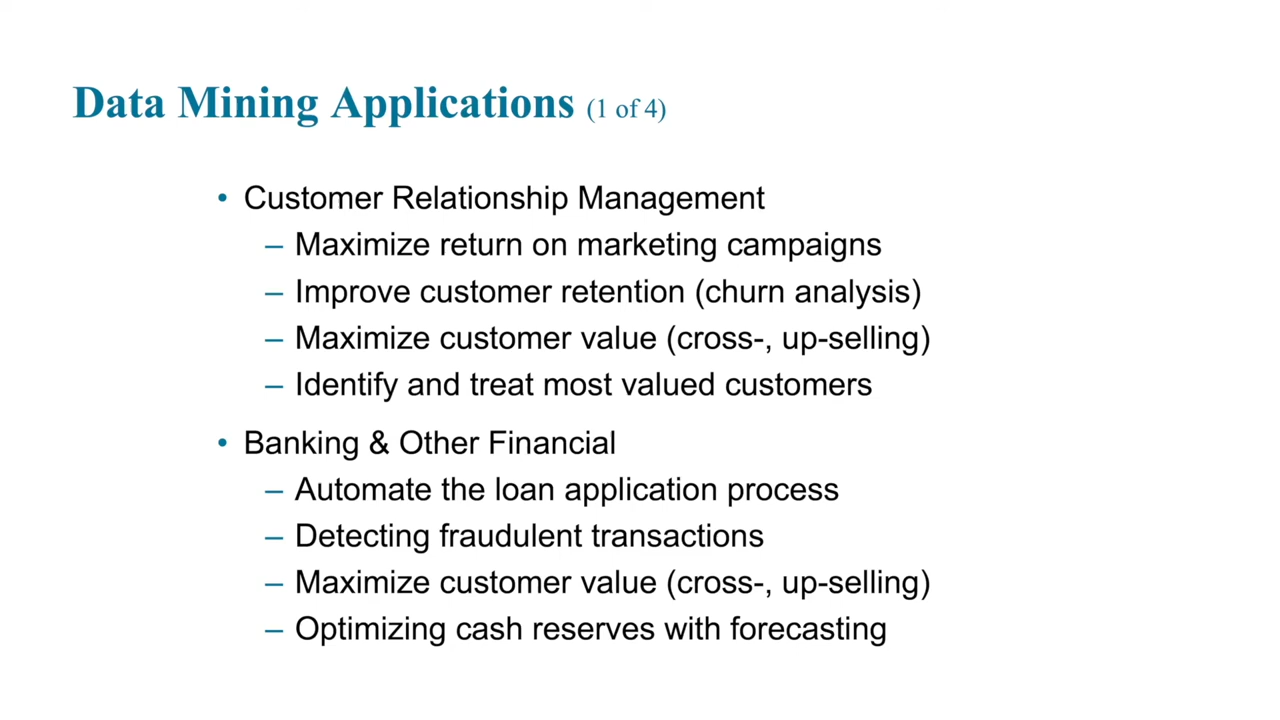 Data Mining Applications (1 of 4)
• Customer Relationship Management
– Maximize return on marketing campaigns
– Improve customer retention (churn analysis)
– Maximize customer value (cross-, up-selling)
– Identify and treat most valued customers
• Banking & Other Financial
– Automate the loan application process
– Detecting fraudulent transactions
– Maximize customer value (cross-, up-selling)
– Optimizing cash reserves with forecasting